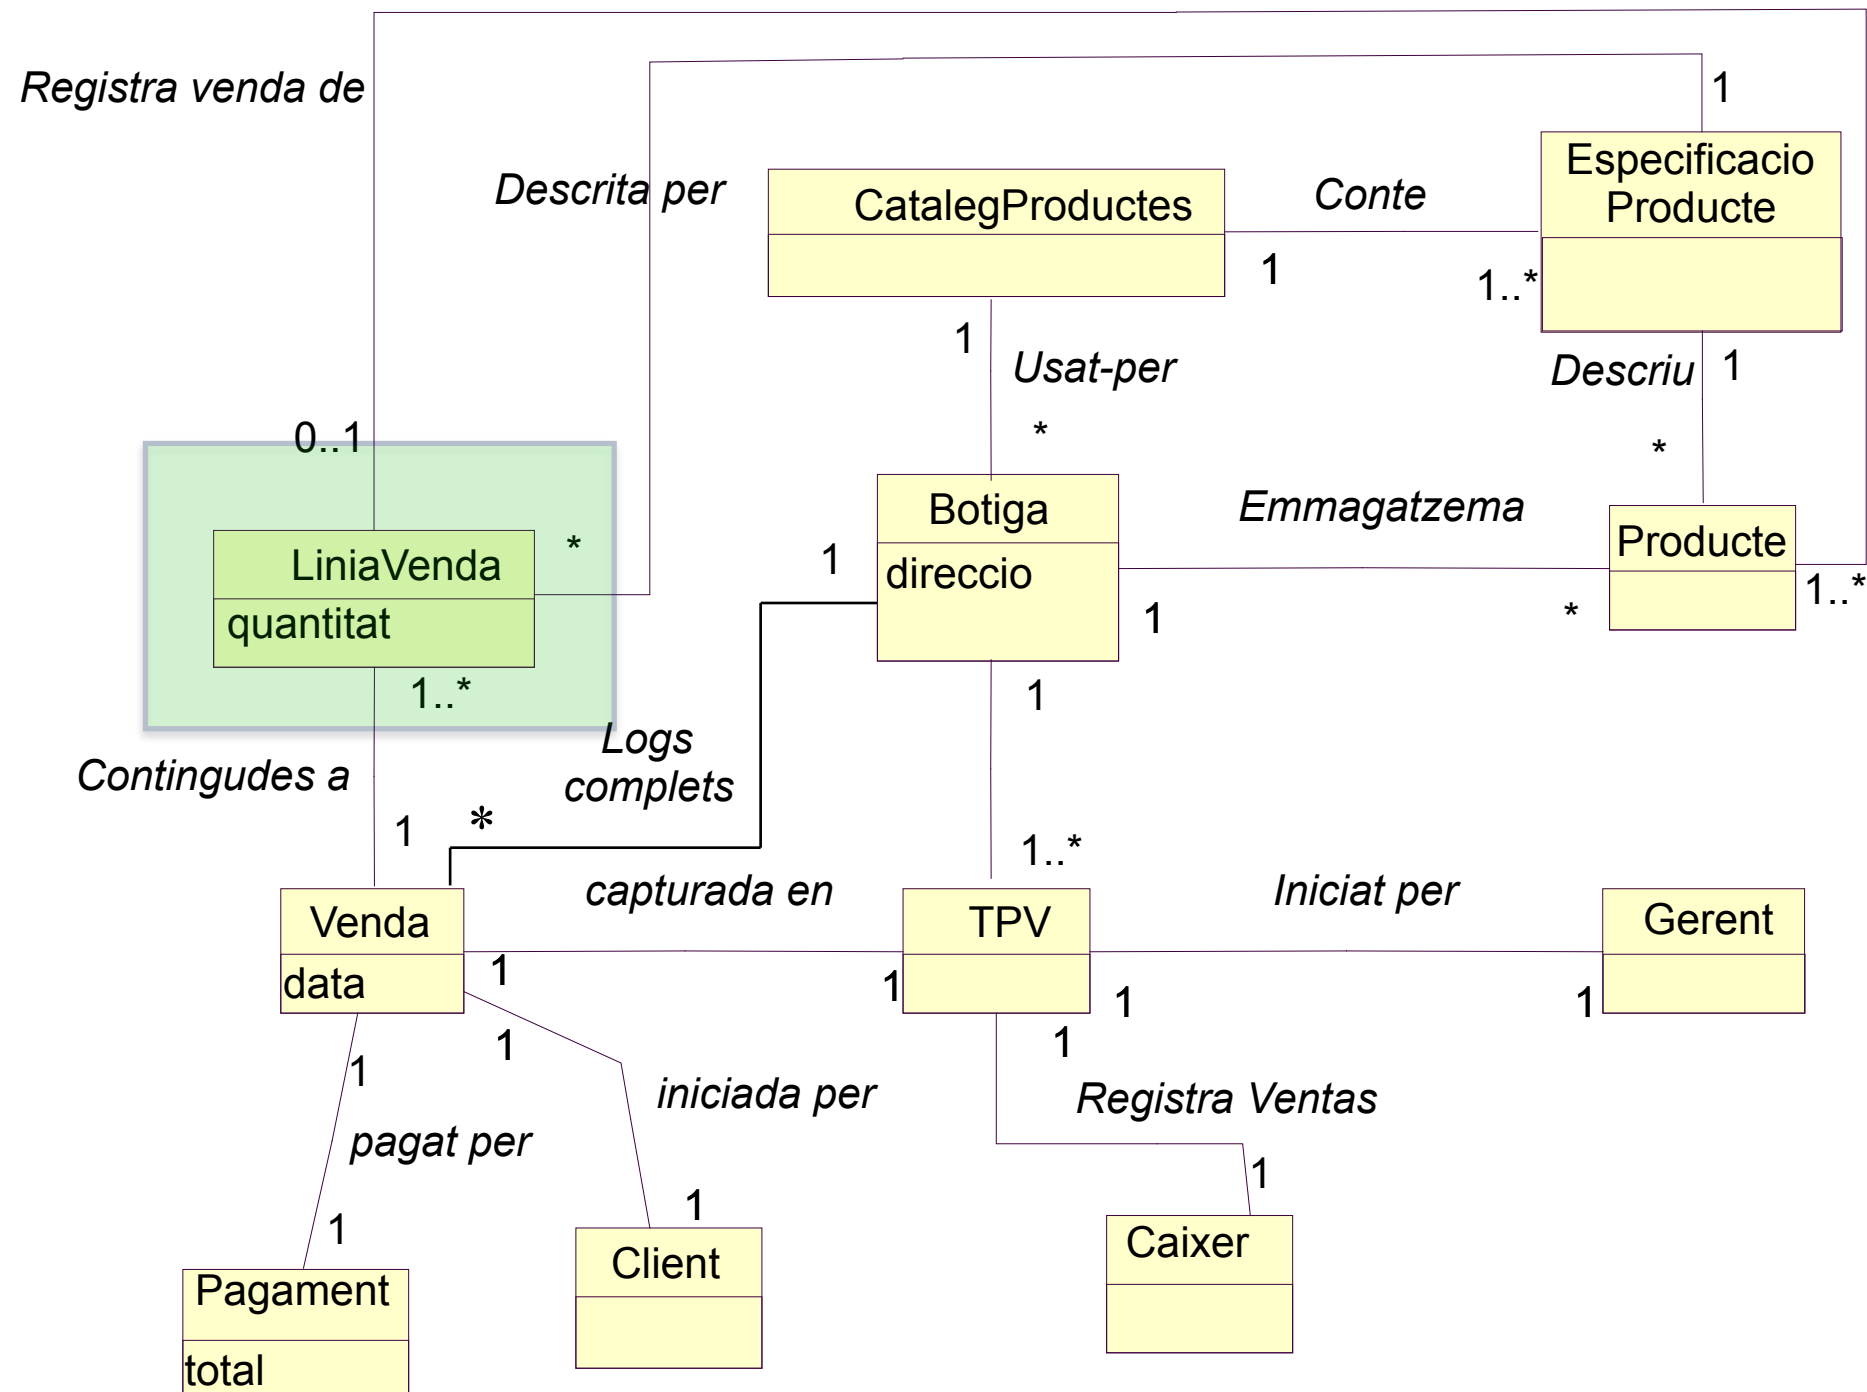 Registra venda de
1
Especificacio
Producte
Descrita per
CatalegProductes
Conte
1
1..*
1
Usat-per
*
Descriu
1
*
0..1
LiniaVenda
*
quantitat
1..*
1
Botiga
direccio
Emmagatzema
1
*
Producte
1..*
1
Logs
complets
Contingudes a
1
*
1..*
capturada en
Iniciat per
Venda
data
1
1
TPV
1
1
Gerent
1
1
1
iniciada per
Registra Ventas
pagat per
1
1
1
Pagament
total
Client
Caixer